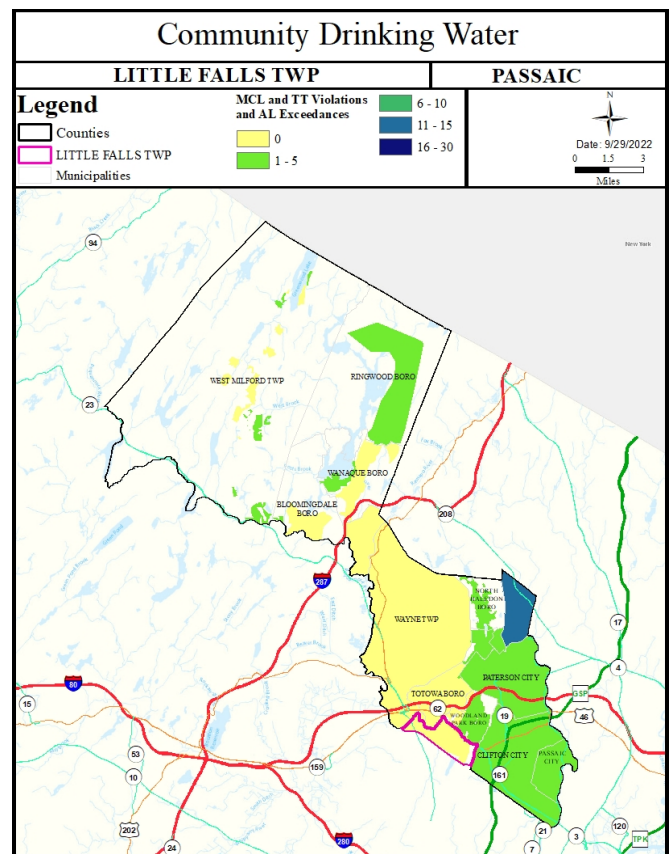 Community Drinking Water
LITTLE FALLS TWP
PASSAIC
Legend
Counties
LITTLE FALLS TWP
Municipalities
MCL and TT Violations
and AL Exceedances
0
1 - 5
6 - 10
11 - 15
16 - 30
N
Date: 9/29/2022
0 1.5 3
Miles
New York
94
23
WEST MILFORD TWP
RINGWOOD BORO
WANAQUE BORO
BLOOMINGDALE
BORO
208
287
NORTH
HALEDON
BORO
WAYNE TWP
17
4
PATERSON CITY
80
TOTOWA BORO
GSP
15
62
WOODLAND
PARK BORO
19
46
53
159
CLIFTON CITY
PASSAIC
CITY
10
161
202
24
280
21
3
120
7
TPK